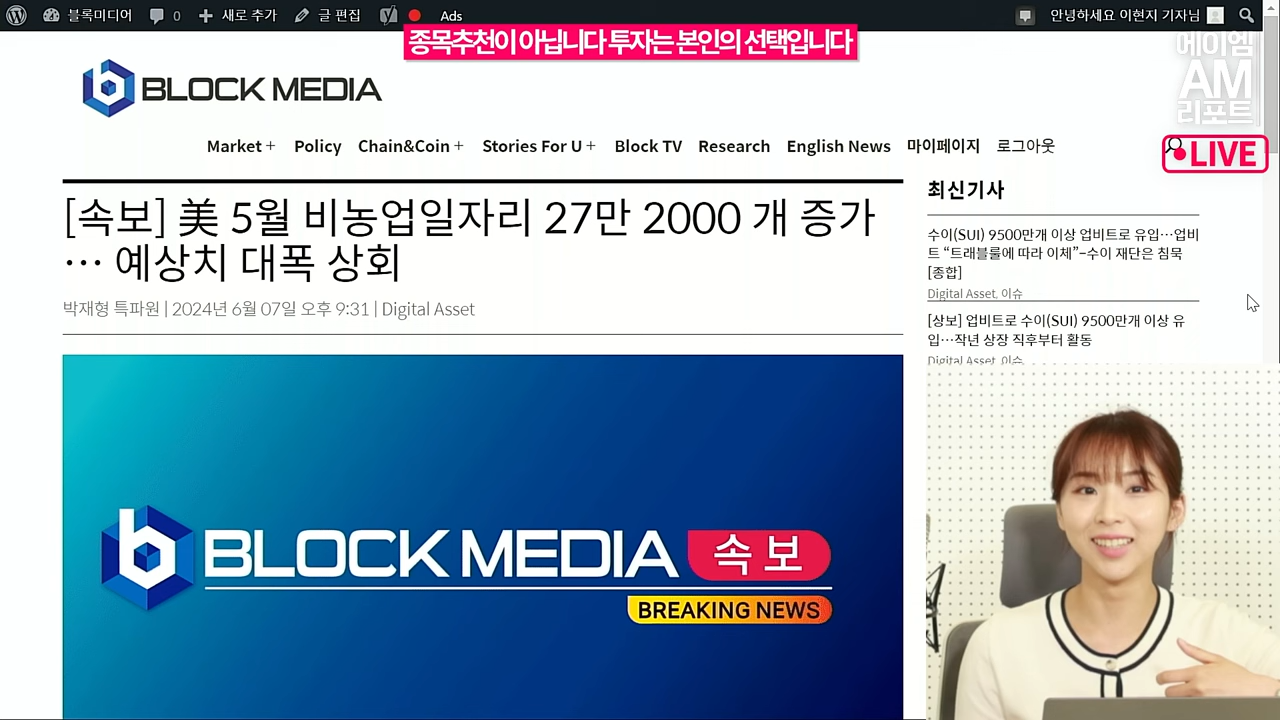 블록미디어 0 새로 추가 글 편집 Ads 안녕하세요 이현지 기자님
종목추천이 아닙니다 투자는 본인의 선택입니다
에이엠
AM
리포트
LIVE
BLOCK MEDIA
Market + Policy Chain&Coin + Stories For U + Block TV Research English News 마이페이지 로그아웃
[속보] 美 5월 비농업일자리 27만 2000 개 증가
… 예상치 대폭 상회
박재형 특파원 | 2024년 6월 07일 오후 9:31 | Digital Asset
BLOCK MEDIA 속보
BREAKING NEWS
최신기사
수이(SUI) 9500만개 이상 업비트로 유입…업비
트 “트래블룰에 따라 이체”–수이 재단은 침묵
[종합]
Digital Asset, 이슈
[상보] 업비트로 수이(SUI) 9500만개 이상 유
입…작년 상장 직후부터 활동
Digital Asset, 이슈